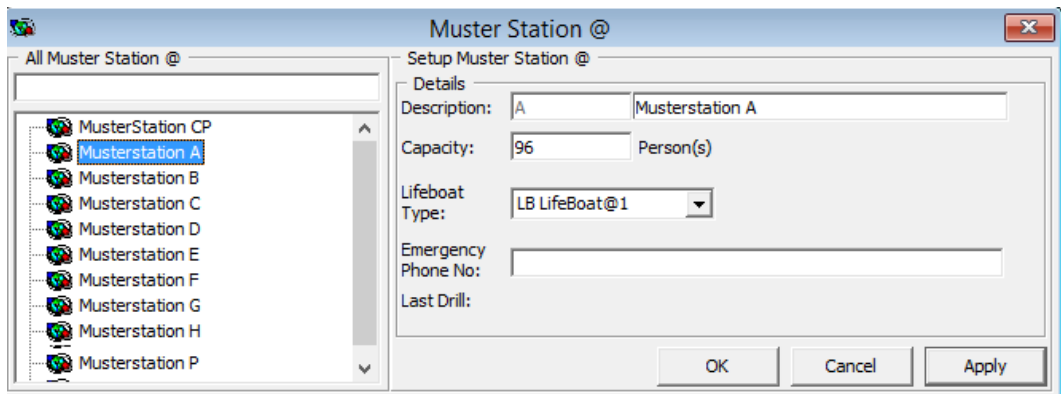 Muster Station @
All Muster Station @
MusterStation CP
Musterstation A
Musterstation B
Musterstation C
Musterstation D
Musterstation E
Musterstation F
Musterstation G
Musterstation H
Musterstation P
Setup Muster Station @
Details
Description: A Musterstation A
Capacity: 96 Person(s)
Lifeboat
Type: LB LifeBoat@1
Emergency
Phone No:
Last Drill:
OK Cancel Apply